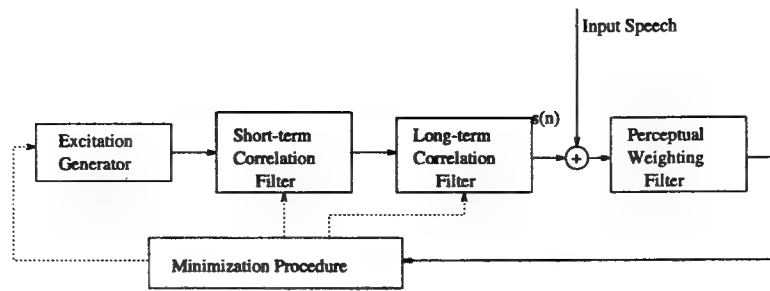 Input Speech
Excitation
Generator
Short-term
Correlation
Filter
Long-term
Correlation
Filter
s(n)
+
Perceptual
Weighting
Filter
Minimization Procedure